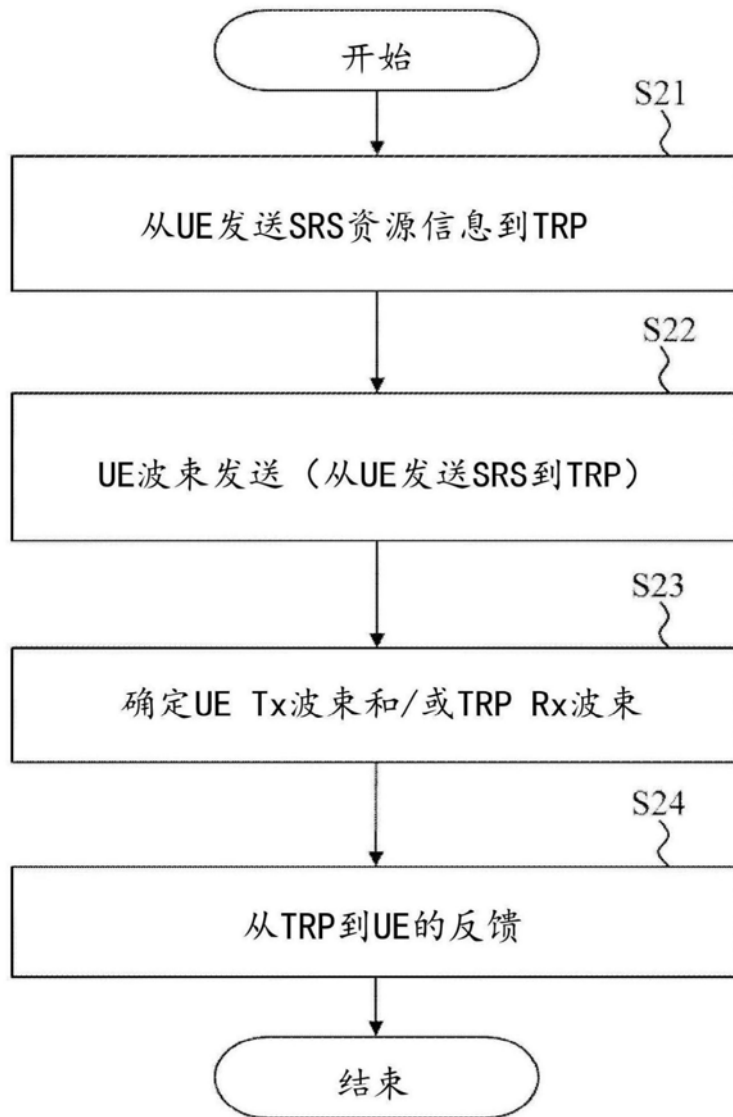 开始
S21
从UE发送SRS资源信息到TRP
S22
UE波束发送（从UE发送SRS到TRP）
S23
确定UE Tx波束和/或TRP Rx波束
S24
从TRP到UE的反馈
结束